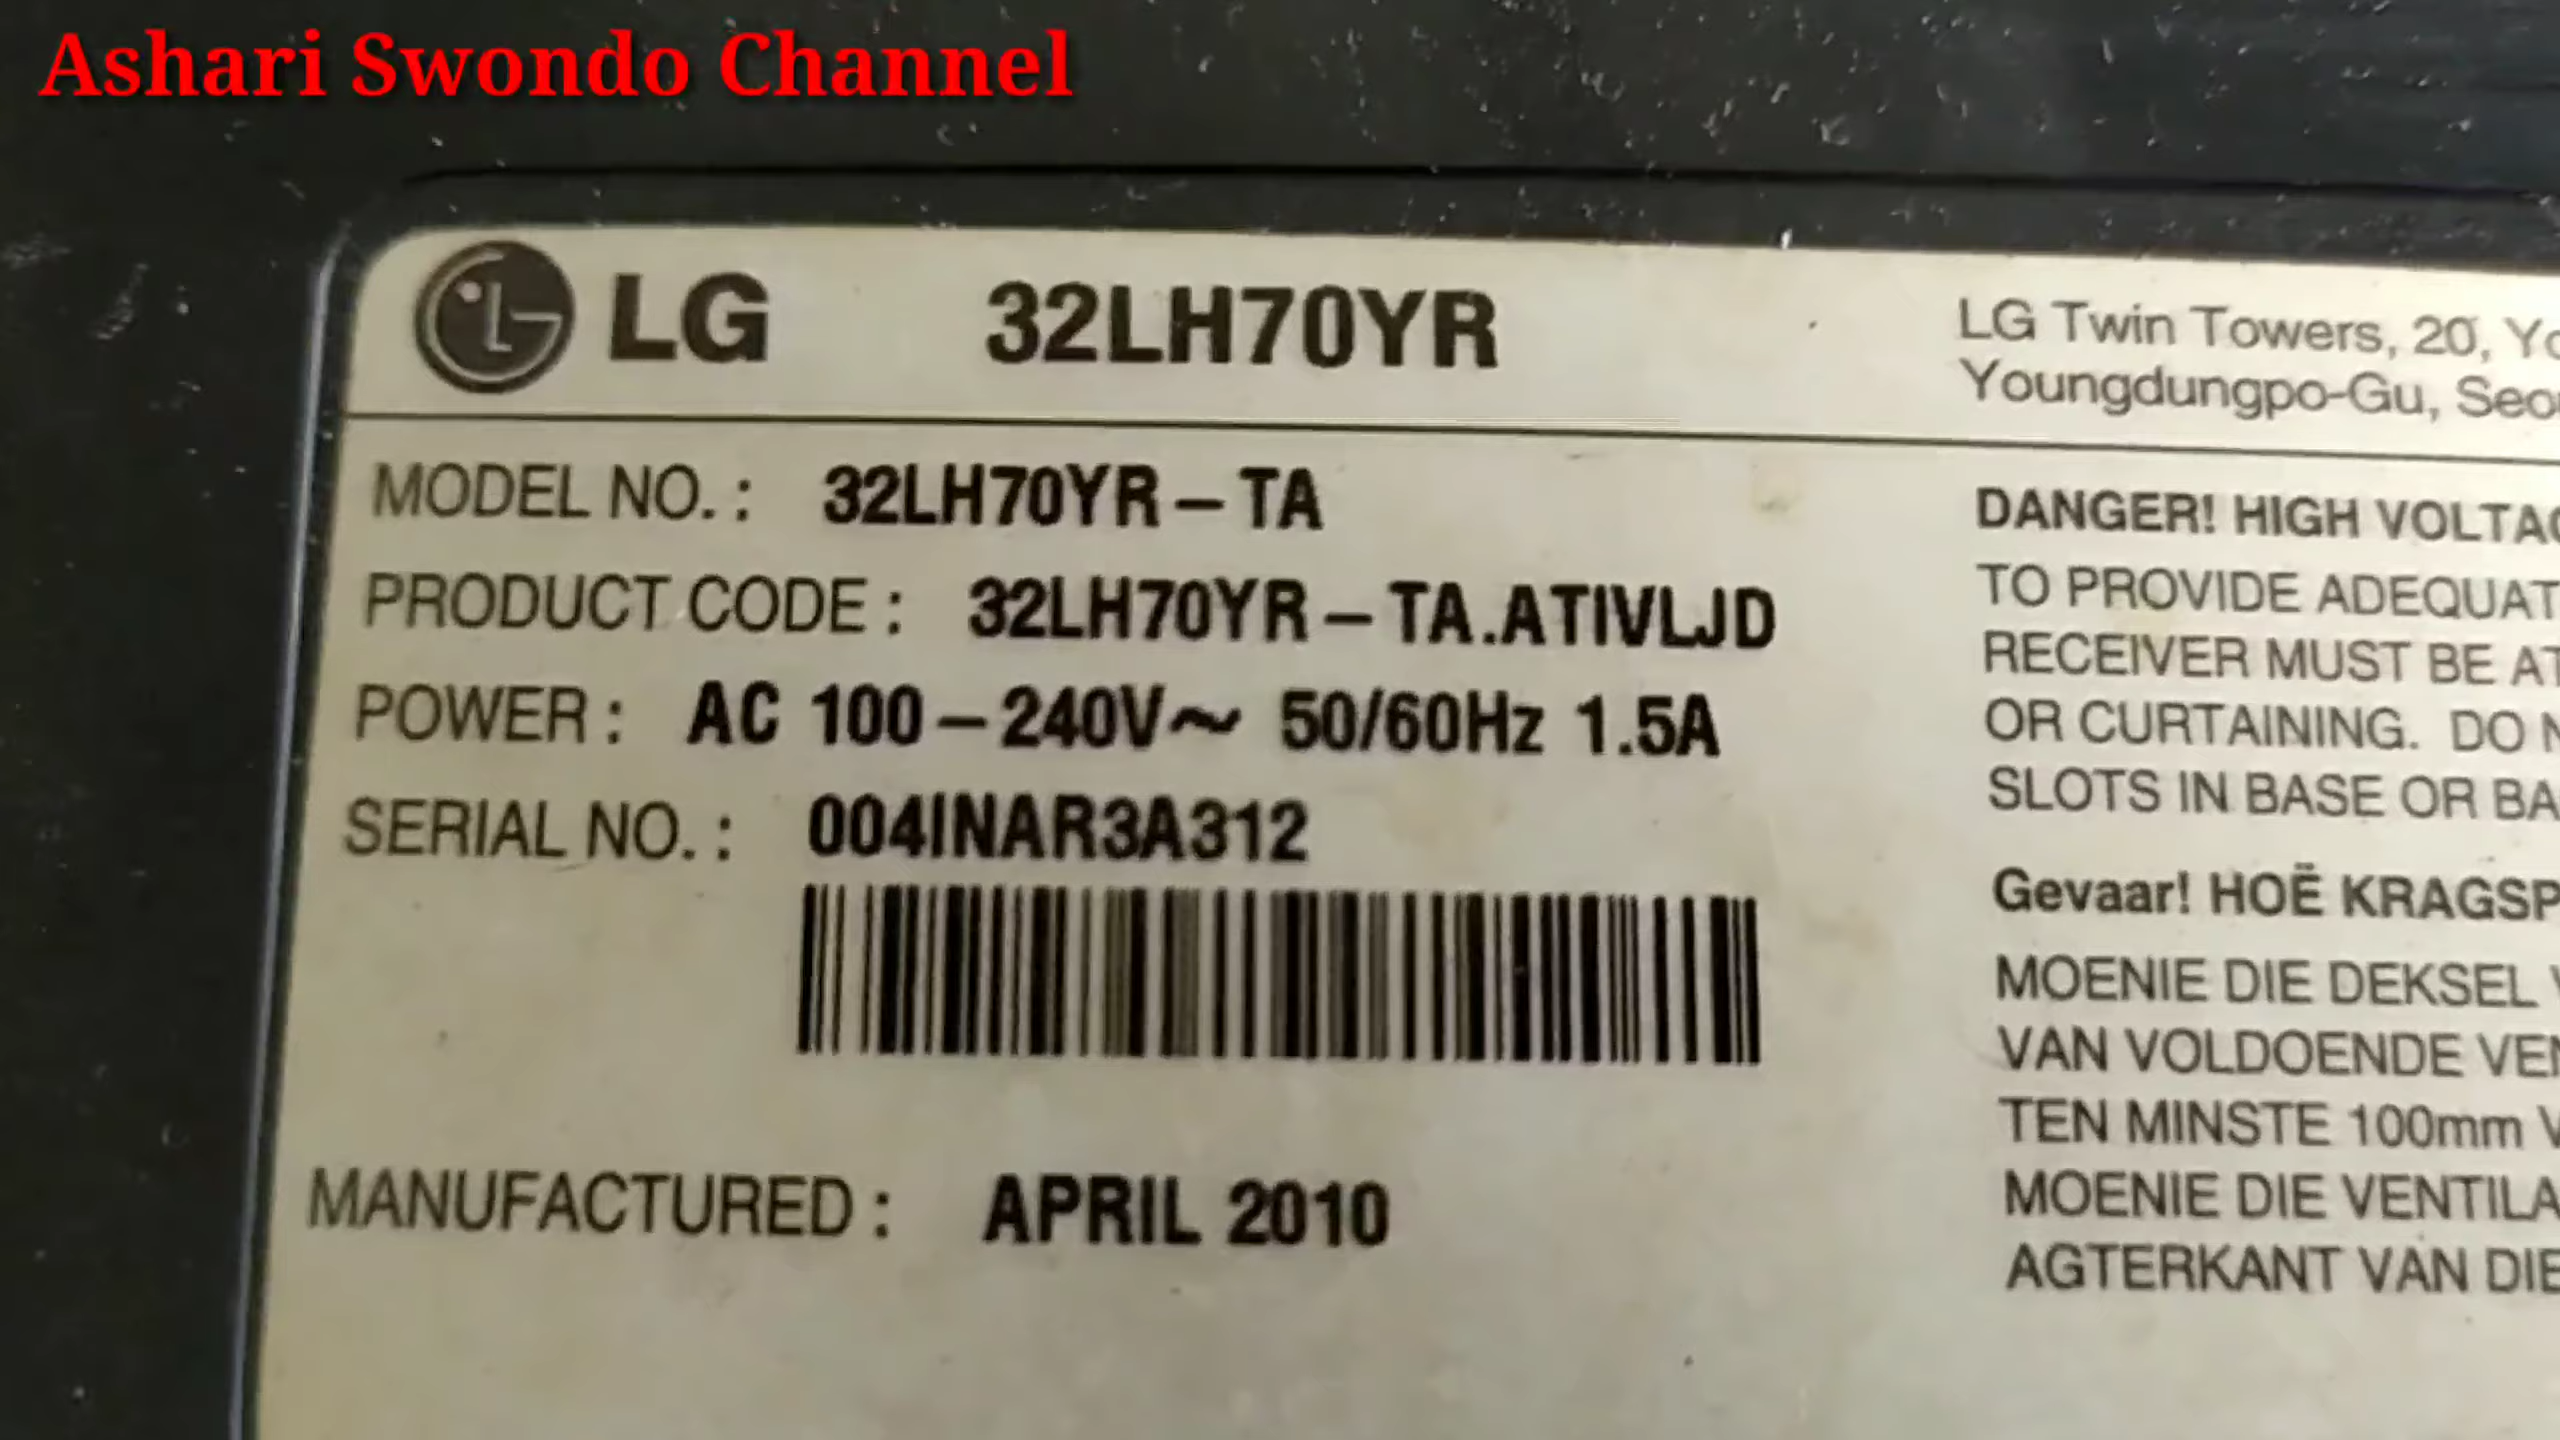 Ashari Swondo Channel
LG 32LH70YR
LG Twin Towers, 20,
Youngdungpo-Gu,
MODEL NO. : 32LH70YR – TA
PRODUCT CODE : 32LH70YR – TA.ATIVLJD
POWER : AC 100 – 240V~ 50/60Hz 1.5A
SERIAL NO. : 004INAR3A312
MANUFACTURED : APRIL 2010
DANGER! HIGH
TO PROVIDE
RECEIVER MUST BE
OR CURTAINING. DO
SLOTS IN BASE OR
Gevaar! HOË
MOENIE DIE DEKSEL
VAN VOLDOENDE
TEN MINSTE 100mm
MOENIE DIE
AGTERKANT VAN